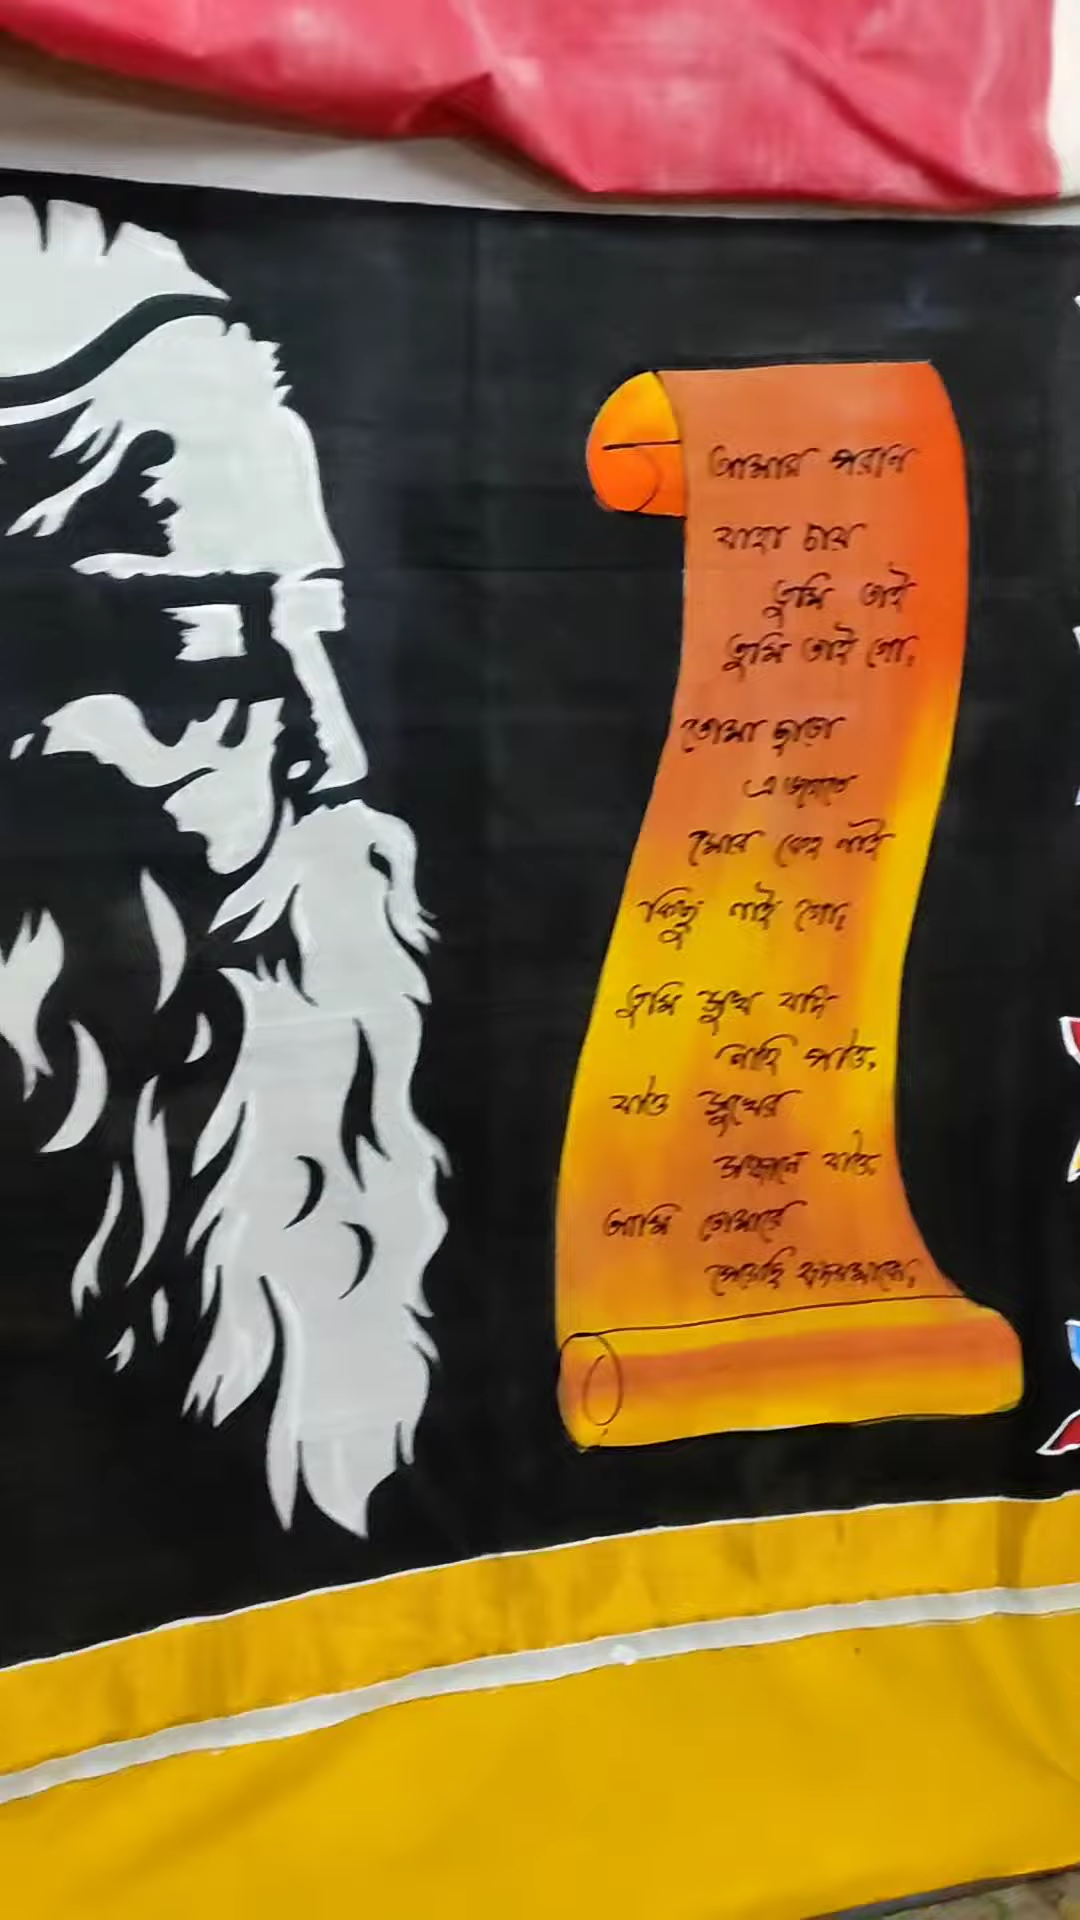 আমার পরান
যাহা চায়
তুমি তাই
তুমি তাই গো,
তোমা ছাড়া
এ জগতে
মোর কেহ নাই
কিছু নাই গো,
তুমি সুখ যদি
নাহি পাও,
যাও সুখের
সন্ধানে যাও
আমি তোমারে
পেয়েছি হৃদয়মাঝে,